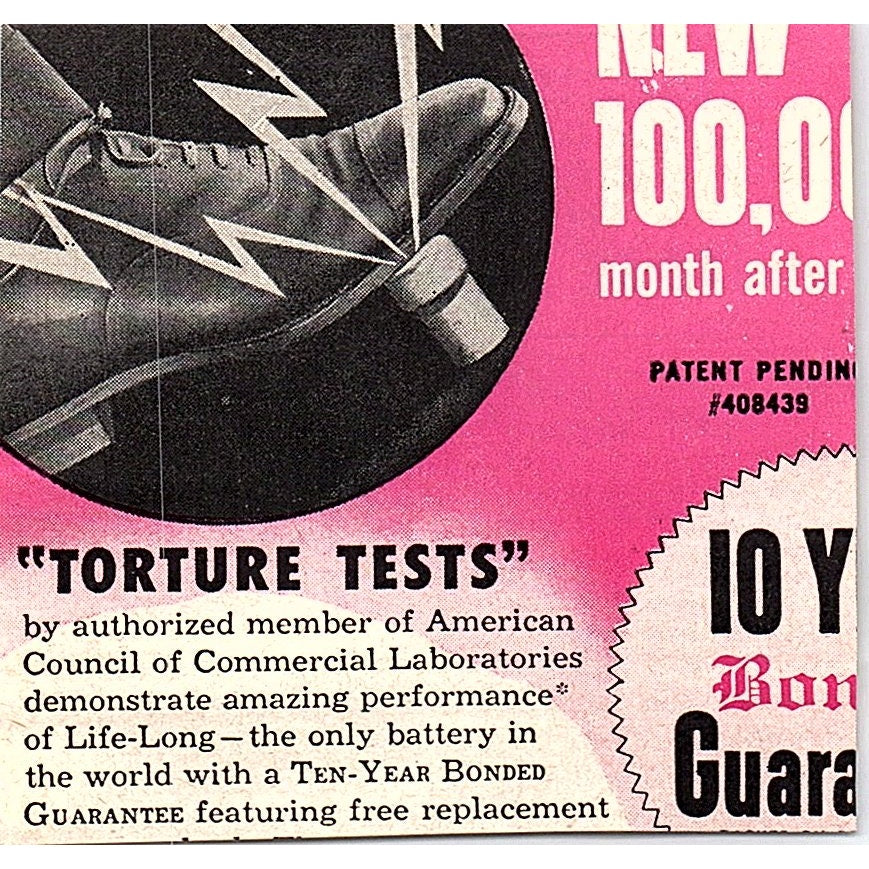 NEW
100,0
month after
PATENT PENDIN
#408439
"TORTURE TESTS"
by authorized member of American
Council of Commercial Laboratories
demonstrate amazing performance*
of Life-Long—the only battery in
the world with a TEN-YEAR BONDED
GUARANTEE featuring free replacement
10 Y
Bon
Guara